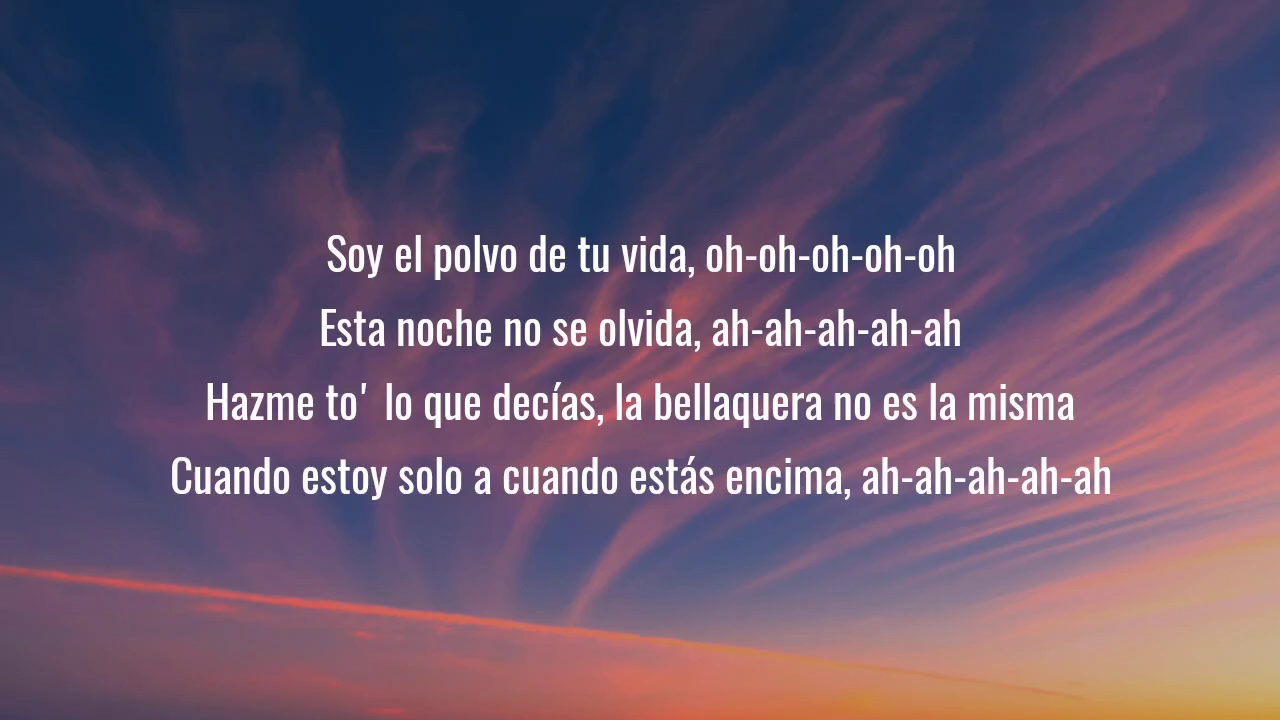 Soy el polvo de tu vida, oh-oh-oh-oh-oh
Esta noche no se olvida, ah-ah-ah-ah-ah
Hazme to' lo que decías, la bellaquera no es la misma
Cuando estoy solo a cuando estás encima, ah-ah-ah-ah-ah